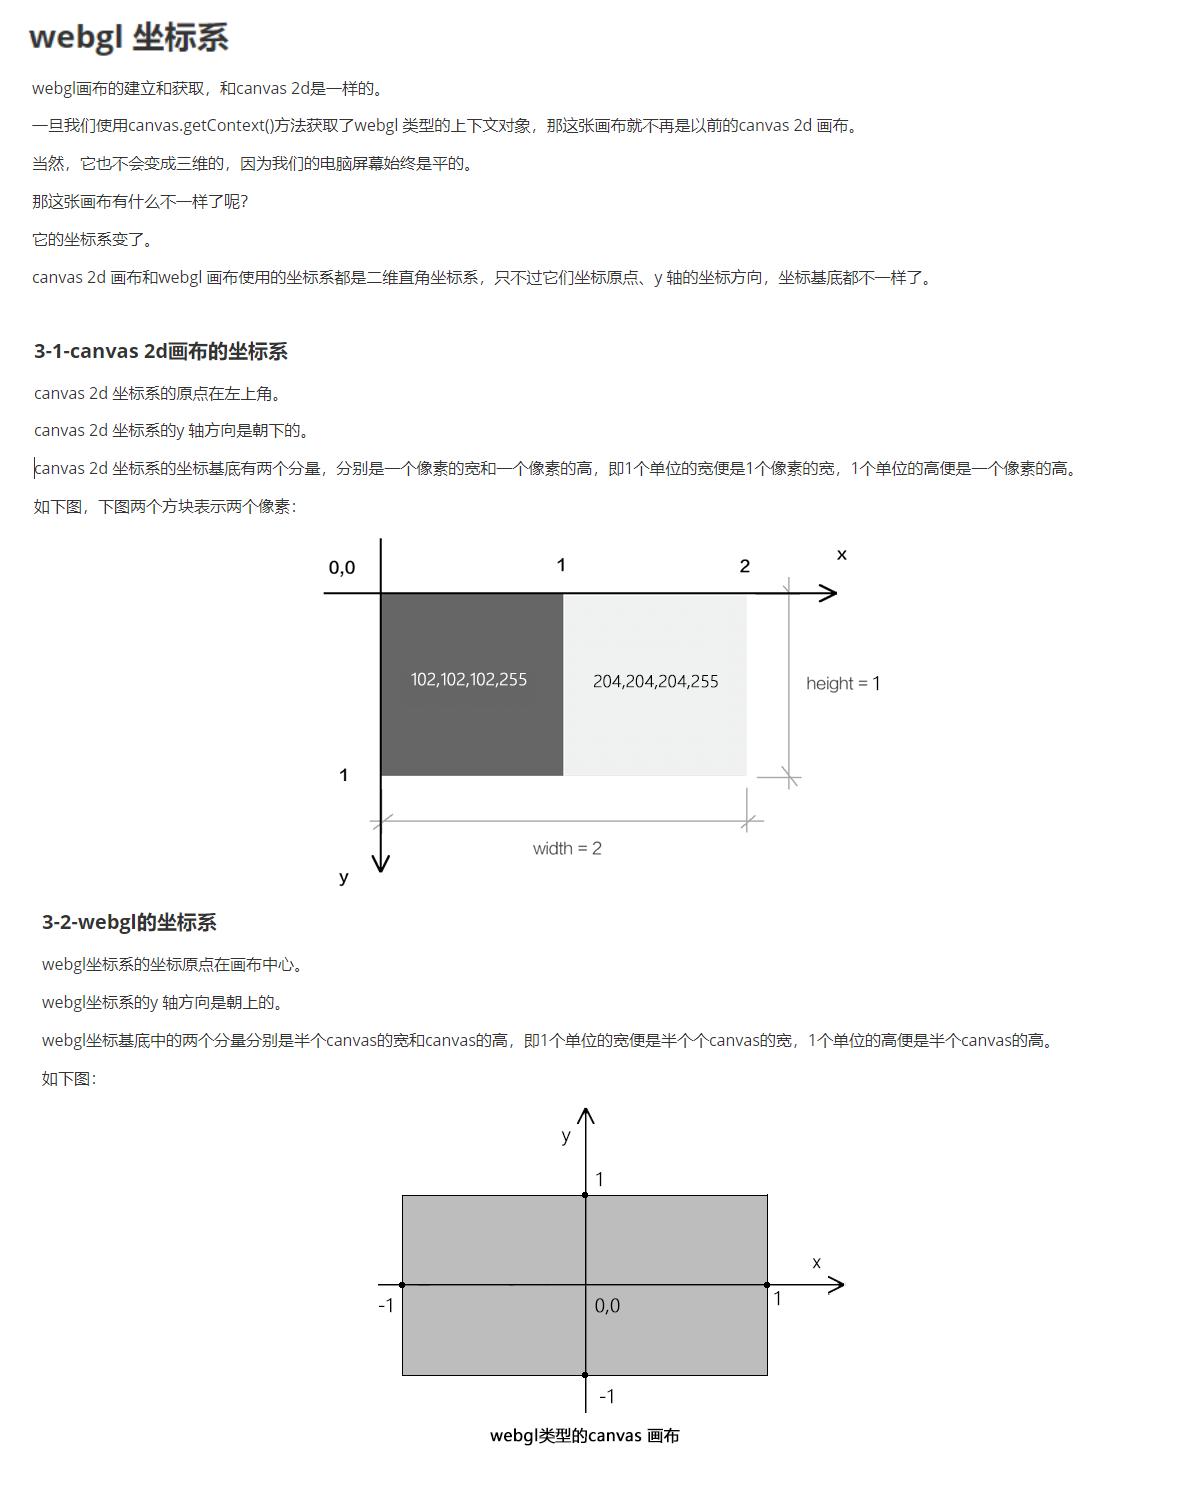 webgl 坐标系
webgl画布的建立和获取，和canvas 2d是一样的。
一旦我们使用canvas.getContext()方法获取了webgl 类型的上下文对象，那这张画布就不再是以前的canvas 2d 画布。
当然，它也不会变成三维的，因为我们的电脑屏幕始终是平的。
那这张画布有什么不一样了呢？
它的坐标系变了。
canvas 2d 画布和webgl 画布使用的坐标系都是二维直角坐标系，只不过它们坐标原点、y 轴的坐标方向，坐标基底都不一样了。
3-1-canvas 2d画布的坐标系
canvas 2d 坐标系的原点在左上角。
canvas 2d 坐标系的y 轴方向是朝下的。
canvas 2d 坐标系的坐标基底有两个分量，分别是一个像素的宽和一个像素的高，即1个单位的宽便是1个像素的宽，1个单位的高便是一个像素的高。
如下图，下图两个方块表示两个像素：
0,0
1
2
x
102,102,102,255
204,204,204,255
height = 1
1
width = 2
y
3-2-webgl的坐标系
webgl坐标系的坐标原点在画布中心。
webgl坐标系的y 轴方向是朝上的。
webgl坐标基底中的两个分量分别是半个canvas的宽和canvas的高，即1个单位的宽便是半个个canvas的宽，1个单位的高便是半个canvas的高。
如下图：
y
1
x
-1
0,0
1
-1
webgl类型的canvas 画布